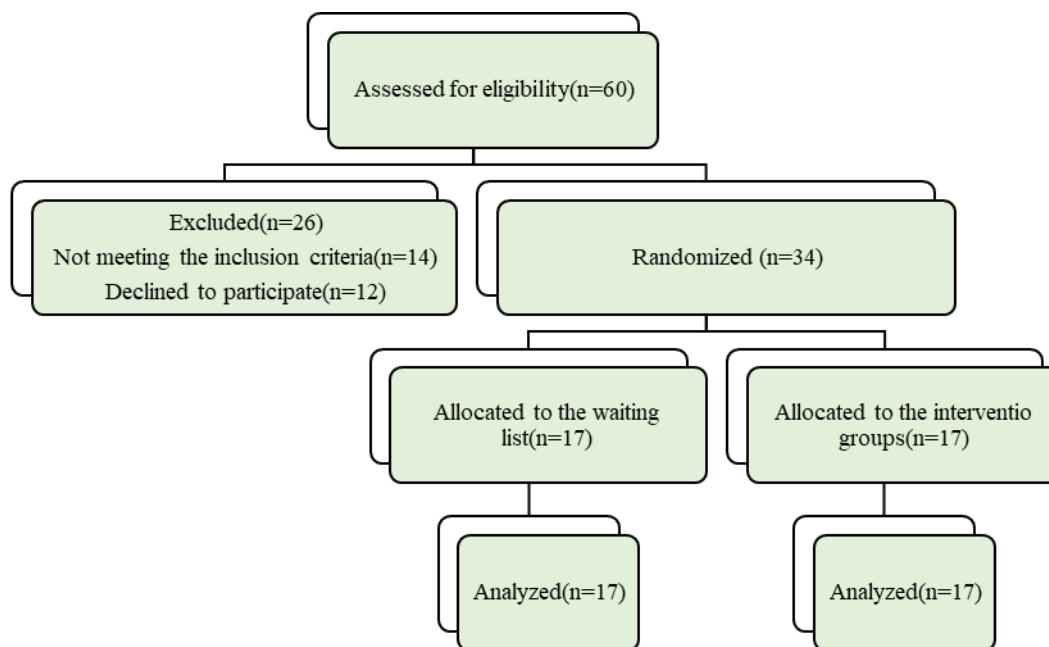 Assessed for eligibility(n=60)
Excluded(n=26)
Not meeting the inclusion criteria(n=14)
Declined to participate(n=12)
Randomized (n=34)
Allocated to the waiting
list(n=17)
Allocated to the interventio
groups(n=17)
Analyzed(n=17)
Analyzed(n=17)